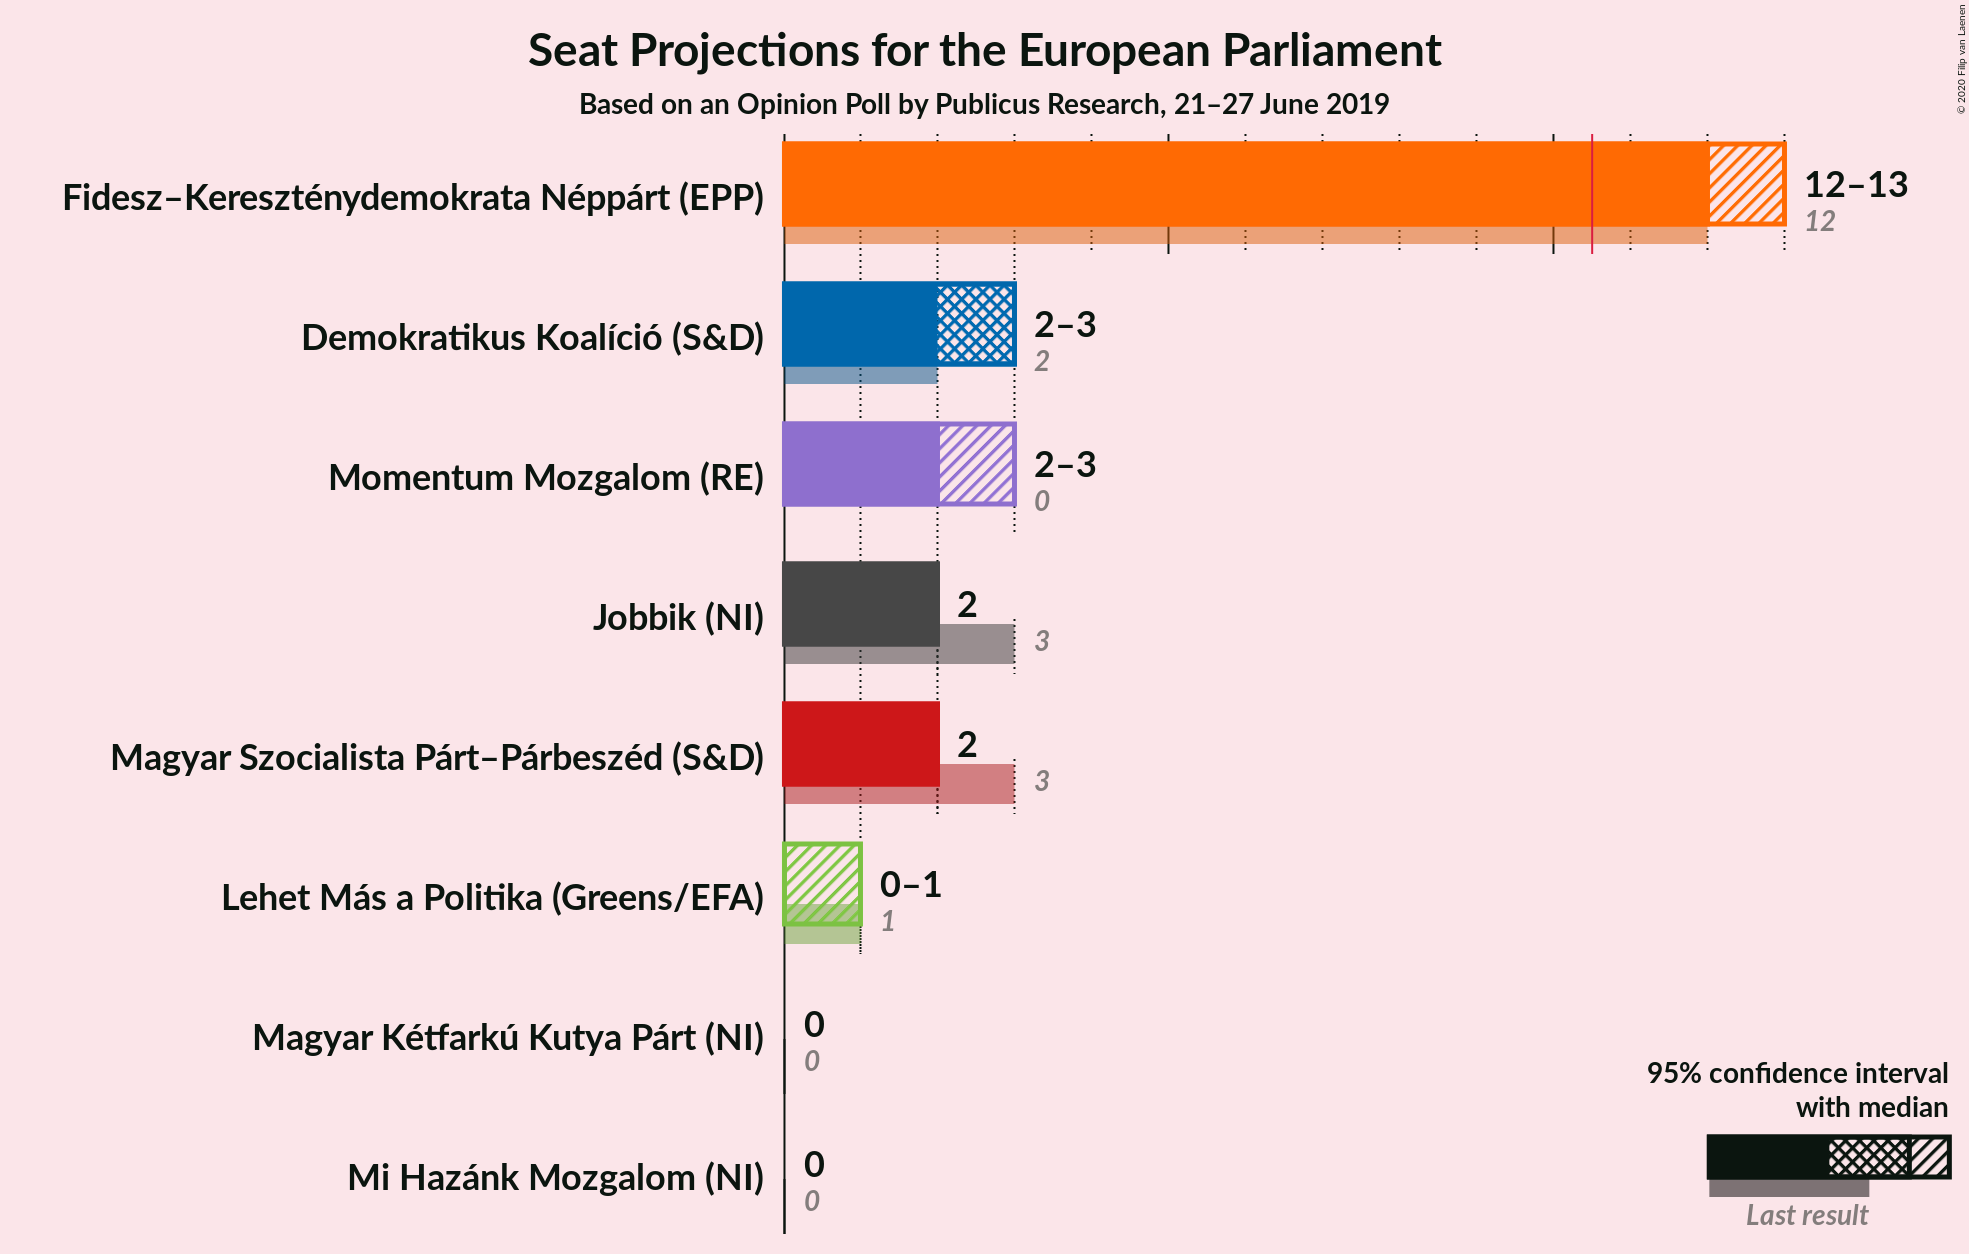 Seat Projections for the European Parliament
Based on an Opinion Poll by Publicus Research, 21–27 June 2019
© 2020 Filip van Laenen
Fidesz–Kereszténydemokrata Néppárt (EPP)
12–13
12
Demokratikus Koalíció (S&D)
2–3
2
Momentum Mozgalom (RE)
2–3
0
Jobbik (NI)
2
3
Magyar Szocialista Párt–Párbeszéd (S&D)
2
3
Lehet Más a Politika (Greens/EFA)
0–1
1
Magyar Kétfarkú Kutya Párt (NI)
0
0
Mi Hazánk Mozgalom (NI)
0
0
95% confidence interval
with median
Last result